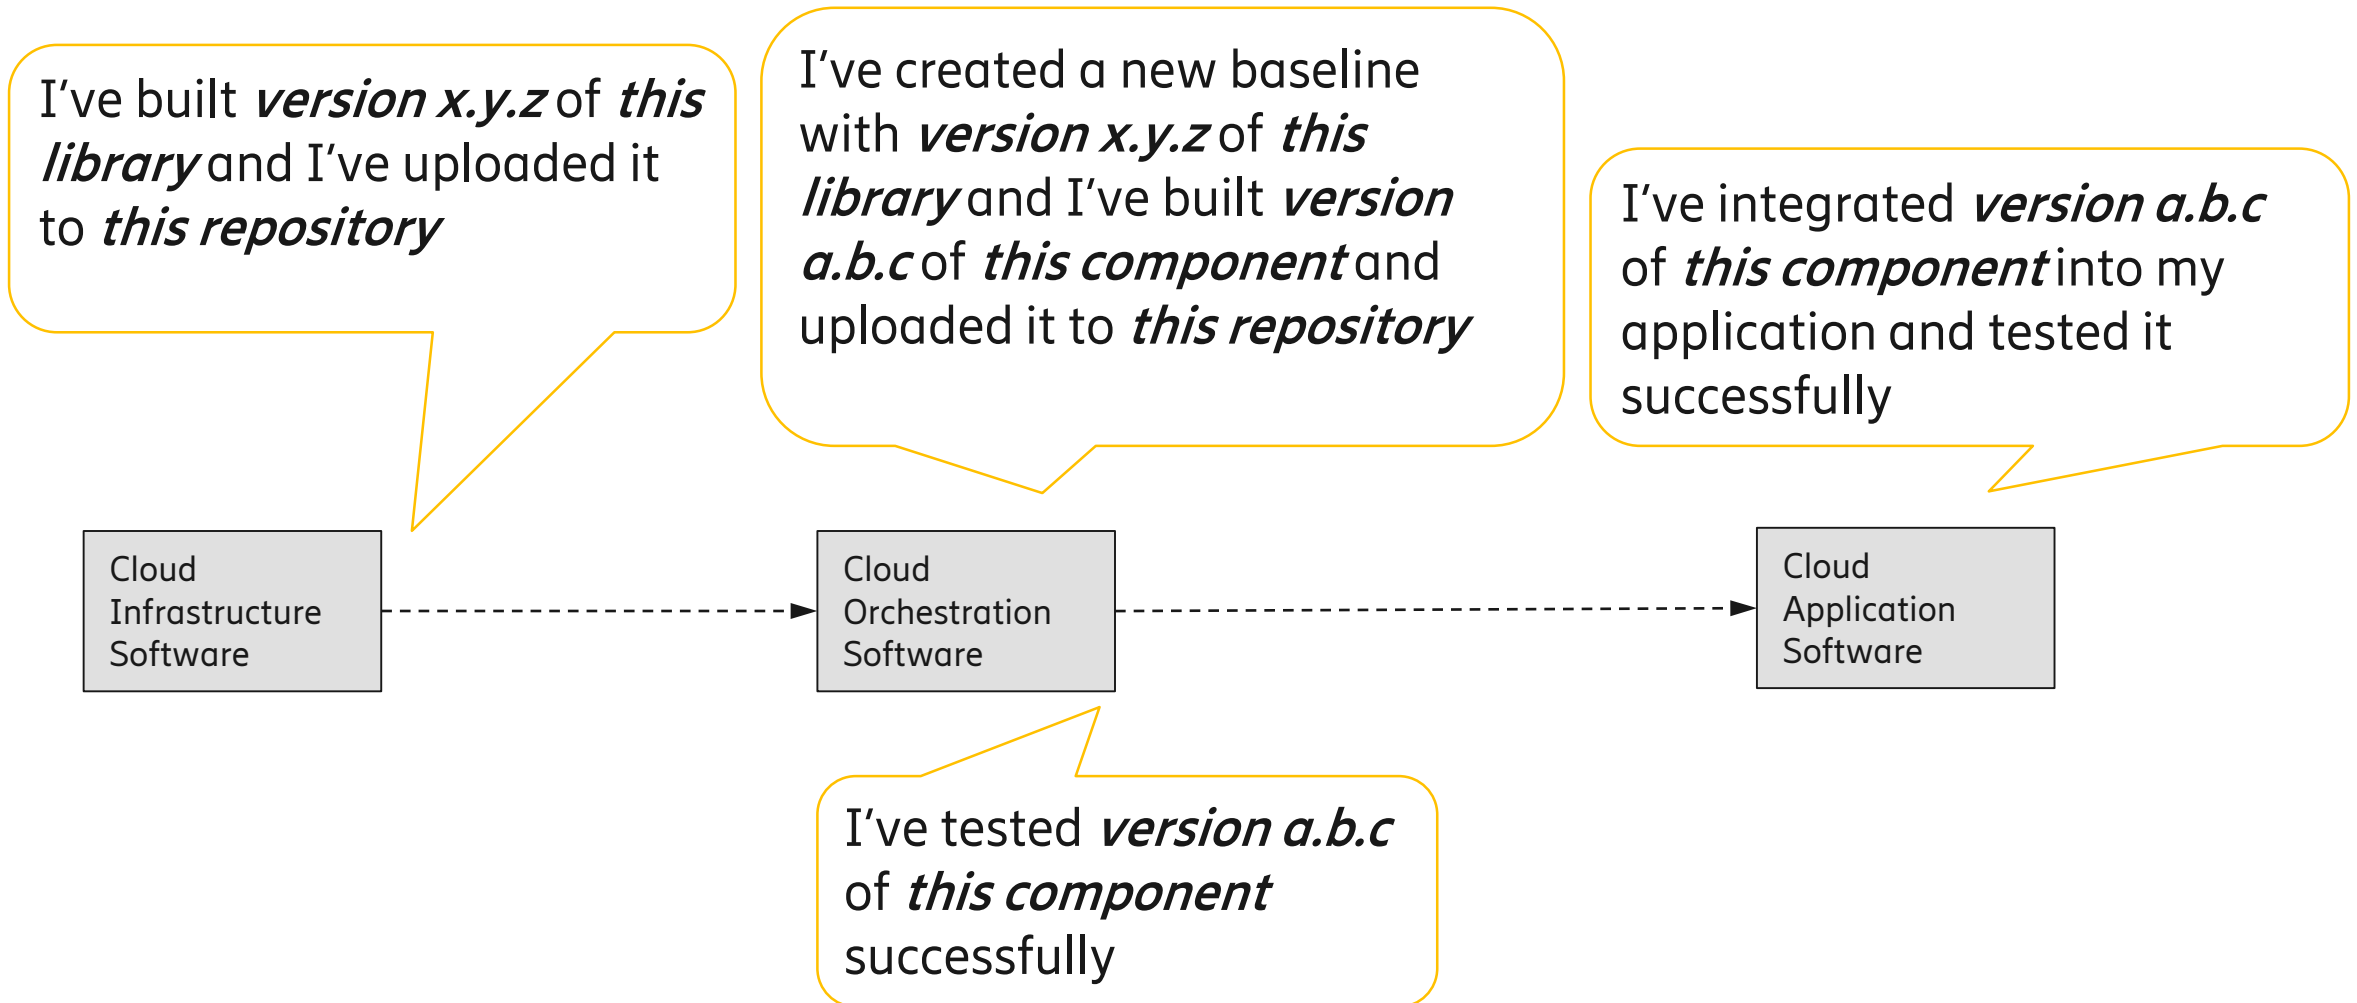 I've built version x.y.z of this
library and I've uploaded it
to this repository
I've created a new baseline
with version x.y.z of this
library and I've built version
a.b.c of this component and
uploaded it to this repository
I've integrated version a.b.c
of this component into my
application and tested it
successfully
Cloud
Infrastructure
Software
Cloud
Orchestration
Software
Cloud
Application
Software
I've tested version a.b.c
of this component
successfully